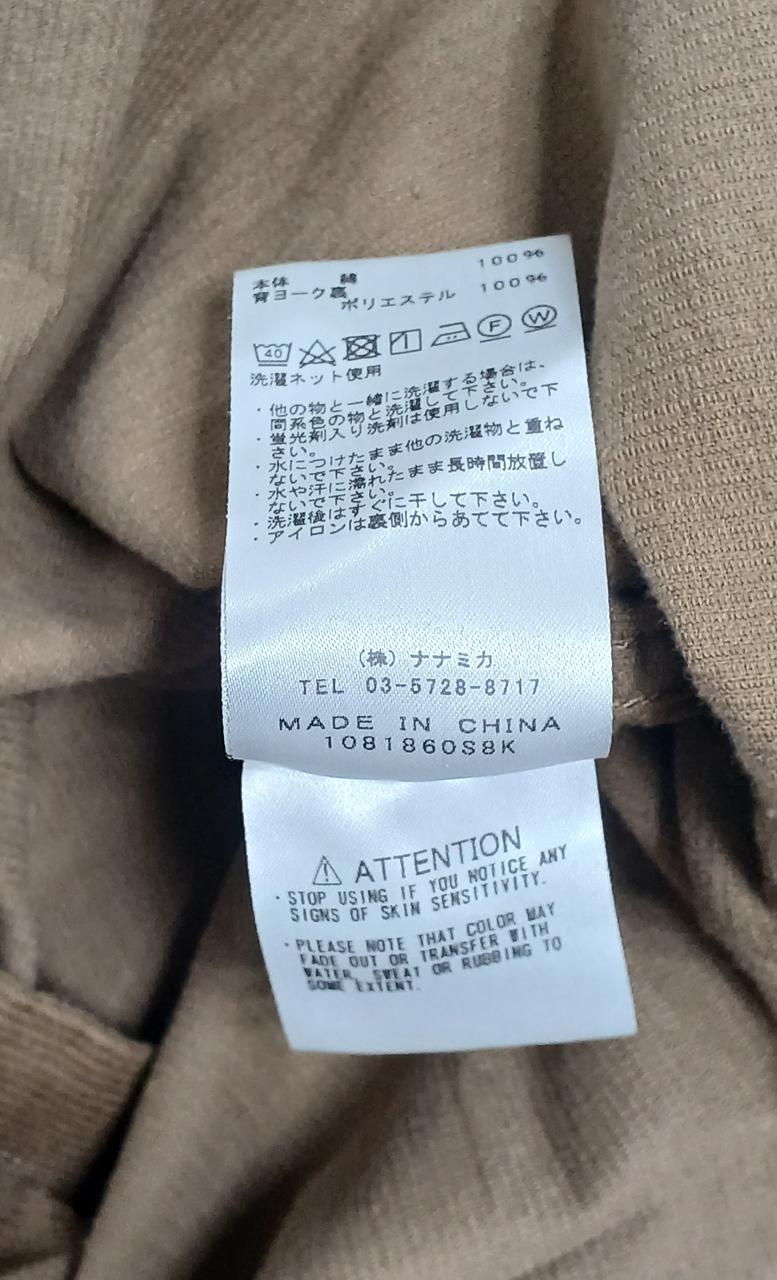 本体 綿 100%
背ヨーク裏 ポリエステル 100%
40 F W
洗濯ネット使用
・他の物と一緒に洗濯する場合は、
同系色の物と洗濯して下さい。
・蛍光剤入り洗剤は使用しないで下
さい。
・水につけたまま他の洗濯物と重ね
ないで下さい。
・水や汗に濡れたまま長時間放置し
ないで下さい。
・洗濯後はすぐに干して下さい。
・アイロンは裏側からあてて下さい。
(株) ナナミカ
TEL 03-5728-8717
MADE IN CHINA
1081860S8K
ATTENTION
・STOP USING IF YOU NOTICE ANY
SIGNS OF SKIN SENSITIVITY.
・PLEASE NOTE THAT COLOR MAY
FADE OUT OR TRANSFER WITH
WATER, SWEAT OR RUBBING TO
SOME EXTENT.